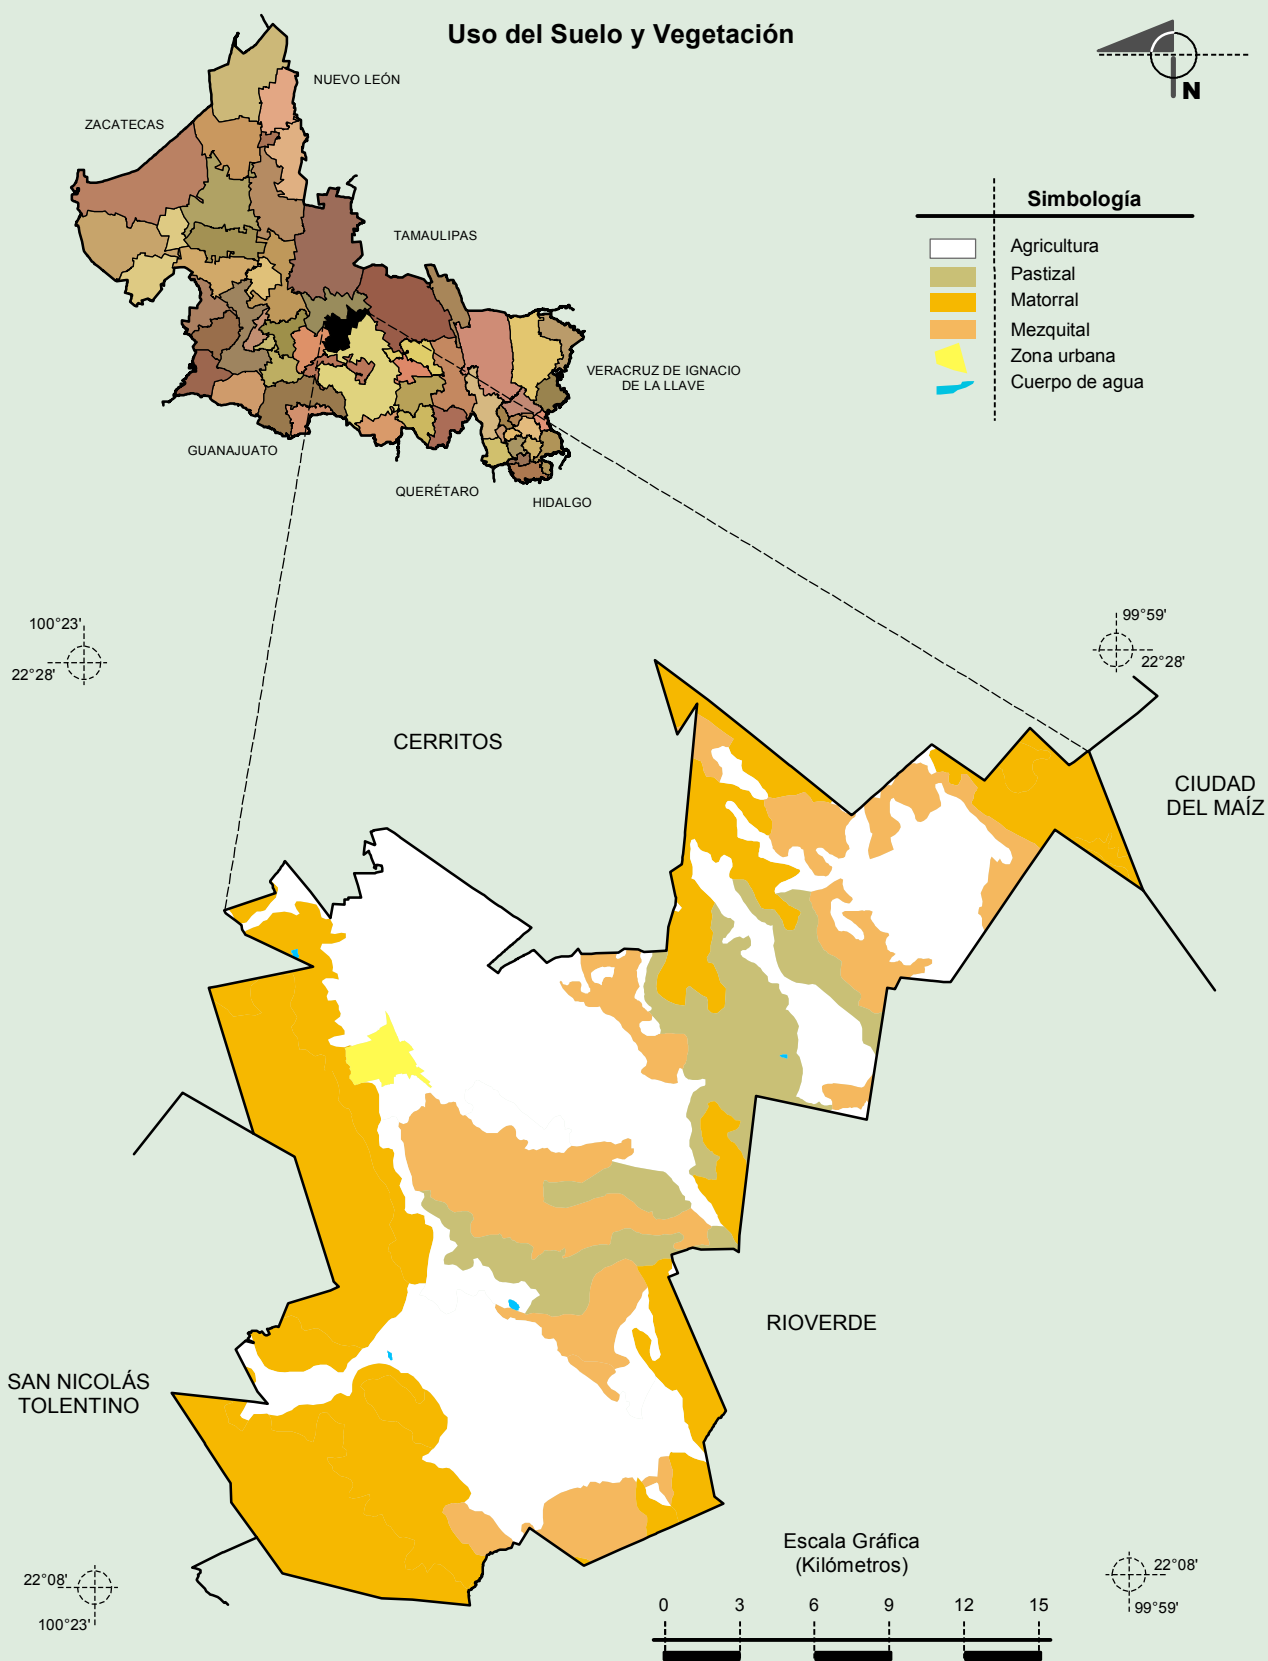 Uso del Suelo y Vegetación
N
NUEVO LEÓN
ZACATECAS
TAMAULIPAS
VERACRUZ DE IGNACIO
DE LA LLAVE
GUANAJUATO
QUERÉTARO
HIDALGO
Simbología
Agricultura
Pastizal
Matorral
Mezquital
Zona urbana
Cuerpo de agua
100°23'
22°28'
99°59'
22°28'
CERRITOS
CIUDAD
DEL MAÍZ
RIOVERDE
SAN NICOLÁS
TOLENTINO
22°08'
100°23'
22°08'
99°59'
Escala Gráfica
(Kilómetros)
0 3 6 9 12 15